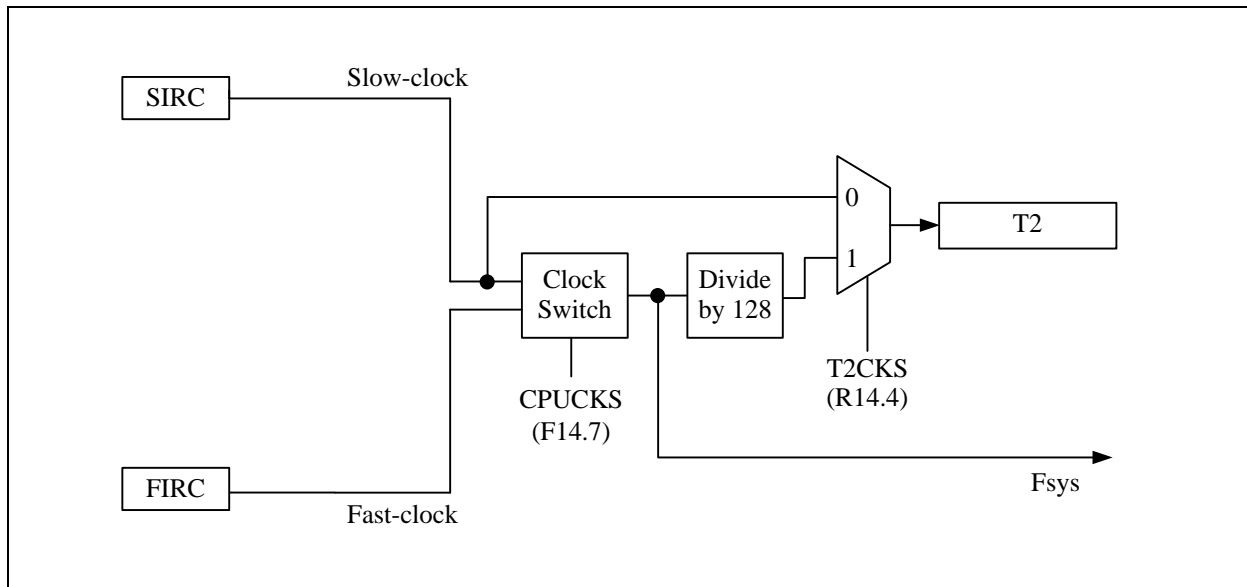 Slow-clock
SIRC
0
T2
1
Clock
Switch
Divide
by 128
T2CKS
(R14.4)
CPUCKS
(F14.7)
FIRC
Fast-clock
Fsys